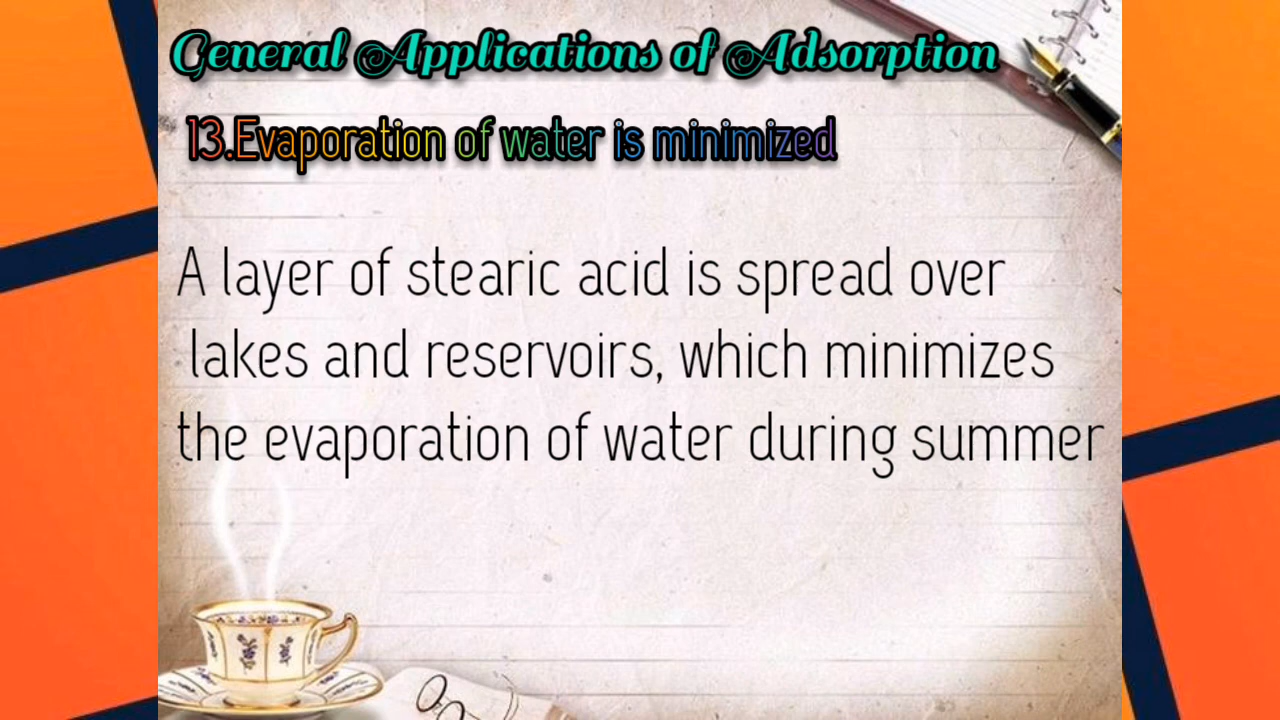 General Applications of Adsorption
13.Evaporation of water is minimized
A layer of stearic acid is spread over
lakes and reservoirs, which minimizes
the evaporation of water during summer